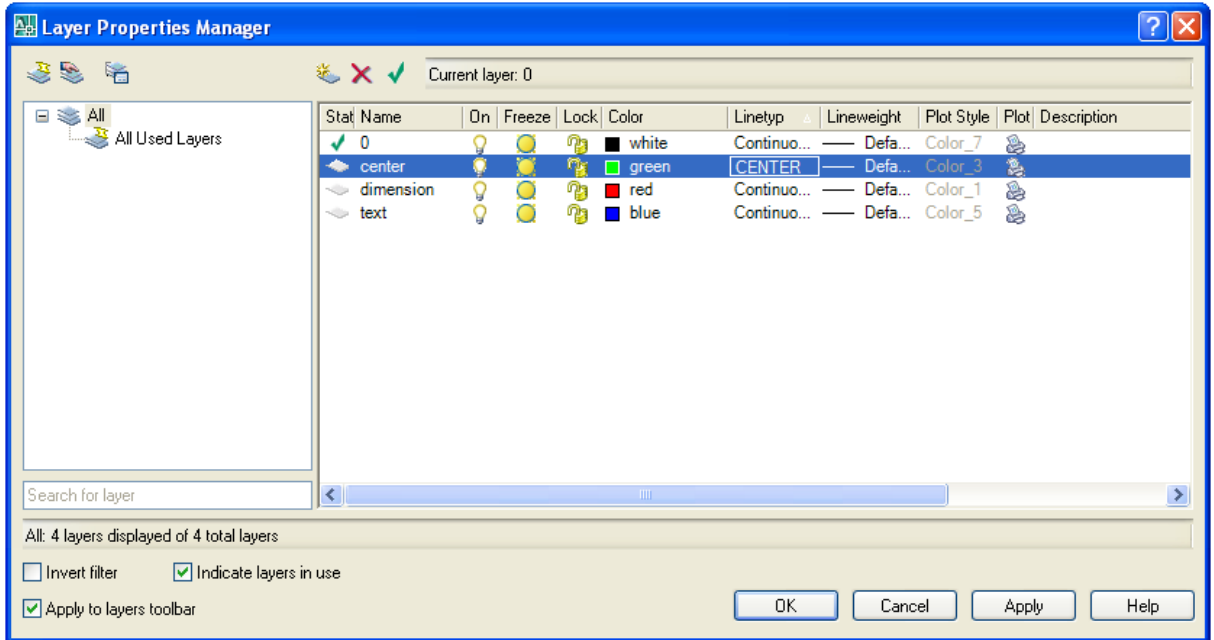 Layer Properties Manager
Current layer: 0
All
All Used Layers
Stat Name On Freeze Lock Color Linetyp Lineweight Plot Style Plot Description
0 white Continuo... Defa... Color_7
center green CENTER Defa... Color_3
dimension red Continuo... Defa... Color_1
text blue Continuo... Defa... Color_5
Search for layer
All: 4 layers displayed of 4 total layers
Invert filter Indicate layers in use
Apply to layers toolbar
OK Cancel Apply Help